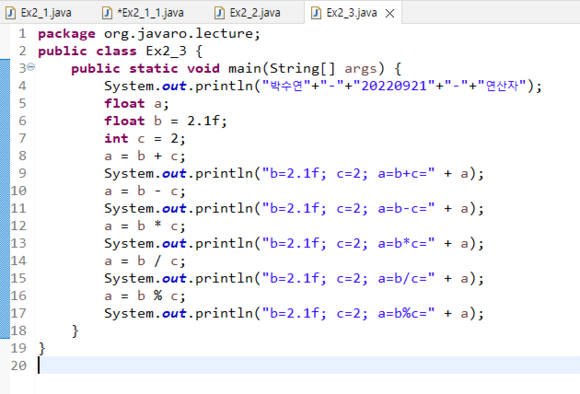 Ex2_1.java *Ex2_1_1.java Ex2_2.java Ex2_3.java
1 package org.javaro.lecture;
2 public class Ex2_3 {
3 public static void main(String[] args) {
4 System.out.println("박수연"+"-"+"20220921"+"-"+"연산자");
5 float a;
6 float b = 2.1f;
7 int c = 2;
8 a = b + c;
9 System.out.println("b=2.1f; c=2; a=b+c=" + a);
10 a = b - c;
11 System.out.println("b=2.1f; c=2; a=b-c=" + a);
12 a = b * c;
13 System.out.println("b=2.1f; c=2; a=b*c=" + a);
14 a = b / c;
15 System.out.println("b=2.1f; c=2; a=b/c=" + a);
16 a = b % c;
17 System.out.println("b=2.1f; c=2; a=b%c=" + a);
18 }
19 }
20